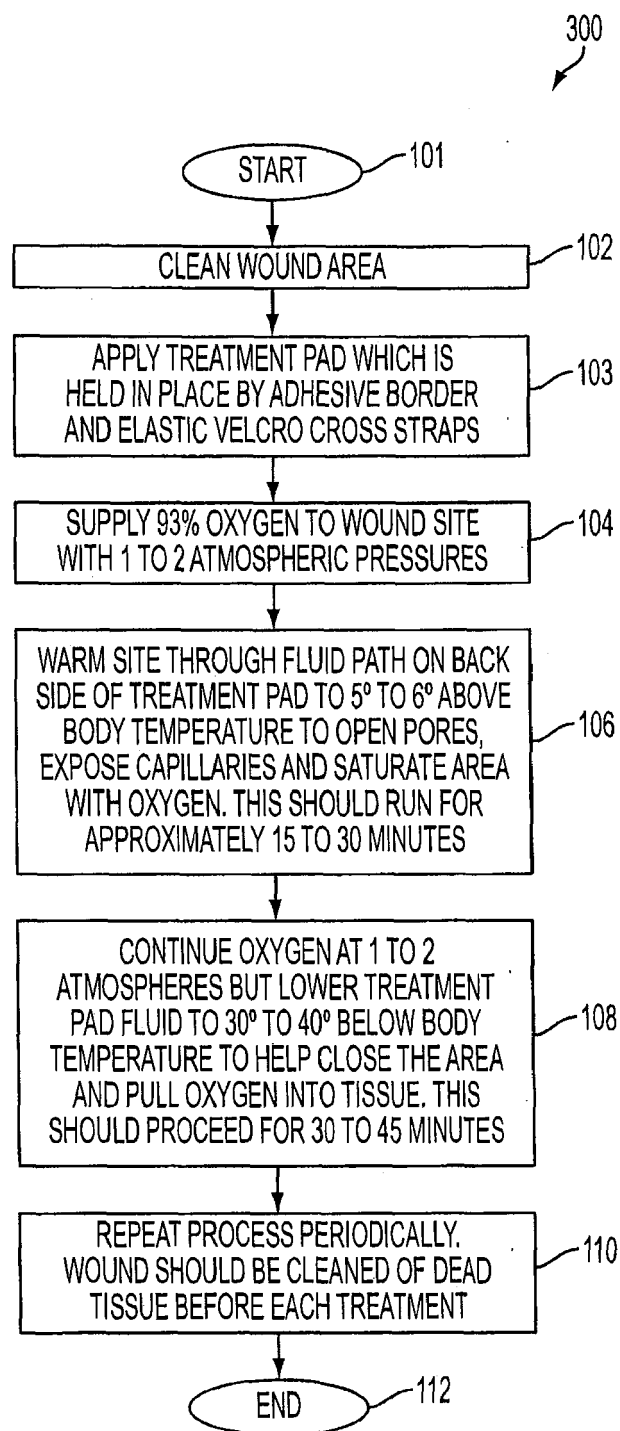 300
START
101
CLEAN WOUND AREA
102
APPLY TREATMENT PAD WHICH IS
HELD IN PLACE BY ADHESIVE BORDER
AND ELASTIC VELCRO CROSS STRAPS
103
SUPPLY 93% OXYGEN TO WOUND SITE
WITH 1 TO 2 ATMOSPHERIC PRESSURES
104
WARM SITE THROUGH FLUID PATH ON BACK
SIDE OF TREATMENT PAD TO 5º TO 6º ABOVE
BODY TEMPERATURE TO OPEN PORES,
EXPOSE CAPILLARIES AND SATURATE AREA
WITH OXYGEN. THIS SHOULD RUN FOR
APPROXIMATELY 15 TO 30 MINUTES
106
CONTINUE OXYGEN AT 1 TO 2
ATMOSPHERES BUT LOWER TREATMENT
PAD FLUID TO 30º TO 40º BELOW BODY
TEMPERATURE TO HELP CLOSE THE AREA
AND PULL OXYGEN INTO TISSUE. THIS
SHOULD PROCEED FOR 30 TO 45 MINUTES
108
REPEAT PROCESS PERIODICALLY.
WOUND SHOULD BE CLEANED OF DEAD
TISSUE BEFORE EACH TREATMENT
110
END
112